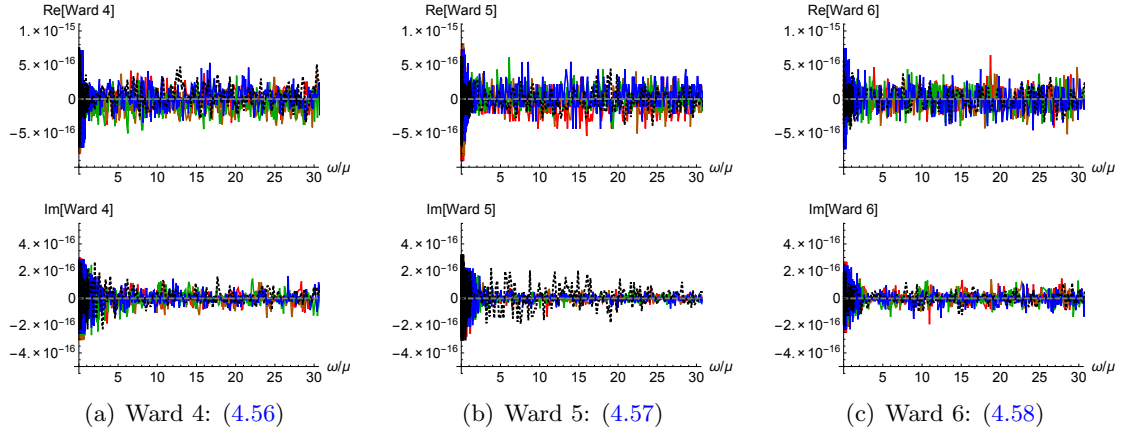 Re[Ward 4]
1.×10⁻¹⁵
5.×10⁻¹⁶
0
−5.×10⁻¹⁶
5 10 15 20 25 30 ω/μ
Re[Ward 5]
1.×10⁻¹⁵
5.×10⁻¹⁶
0
−5.×10⁻¹⁶
5 10 15 20 25 30 ω/μ
Re[Ward 6]
1.×10⁻¹⁵
5.×10⁻¹⁶
0
−5.×10⁻¹⁶
5 10 15 20 25 30 ω/μ
Im[Ward 4]
4.×10⁻¹⁶
2.×10⁻¹⁶
0
−2.×10⁻¹⁶
−4.×10⁻¹⁶
5 10 15 20 25 30 ω/μ
Im[Ward 5]
4.×10⁻¹⁶
2.×10⁻¹⁶
0
−2.×10⁻¹⁶
−4.×10⁻¹⁶
5 10 15 20 25 30 ω/μ
Im[Ward 6]
4.×10⁻¹⁶
2.×10⁻¹⁶
0
−2.×10⁻¹⁶
−4.×10⁻¹⁶
5 10 15 20 25 30 ω/μ
(a) Ward 4: (4.56)
(b) Ward 5: (4.57)
(c) Ward 6: (4.58)